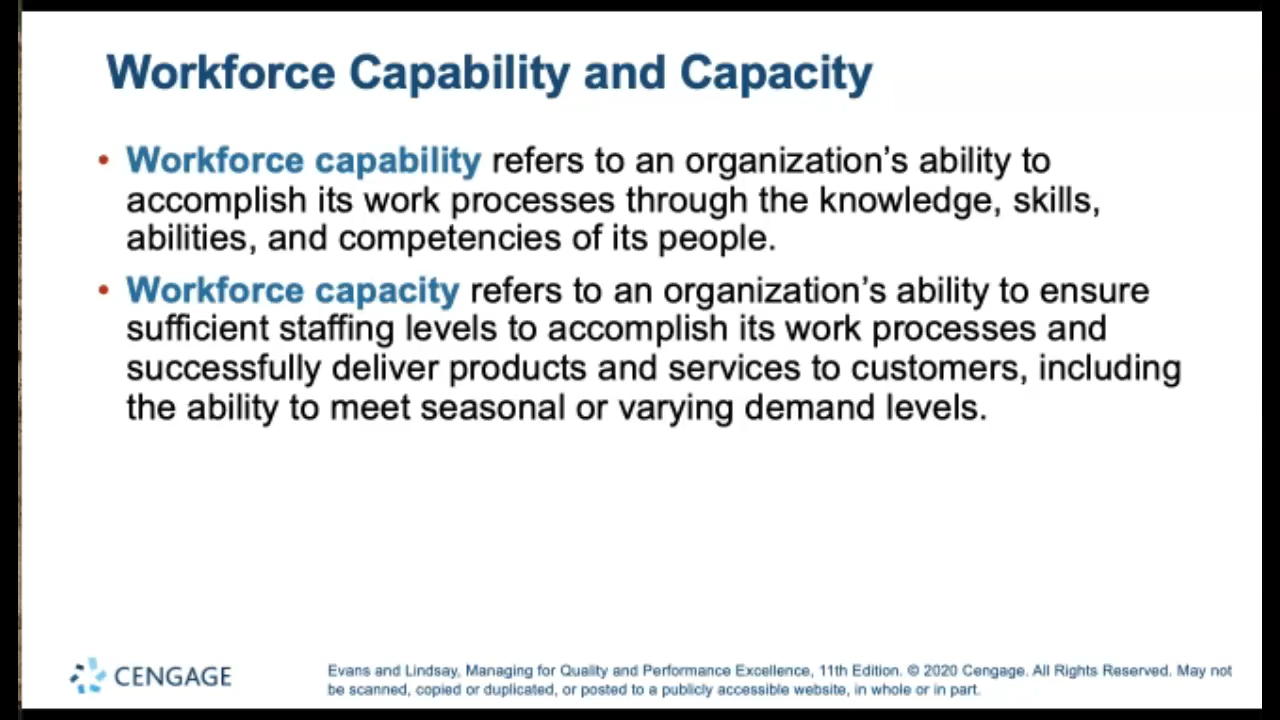 Workforce Capability and Capacity
• Workforce capability refers to an organization’s ability to
accomplish its work processes through the knowledge, skills,
abilities, and competencies of its people.
• Workforce capacity refers to an organization’s ability to ensure
sufficient staffing levels to accomplish its work processes and
successfully deliver products and services to customers, including
the ability to meet seasonal or varying demand levels.
CENGAGE
Evans and Lindsay, Managing for Quality and Performance Excellence, 11th Edition. © 2020 Cengage. All Rights Reserved. May not
be scanned, copied or duplicated, or posted to a publicly accessible website, in whole or in part.